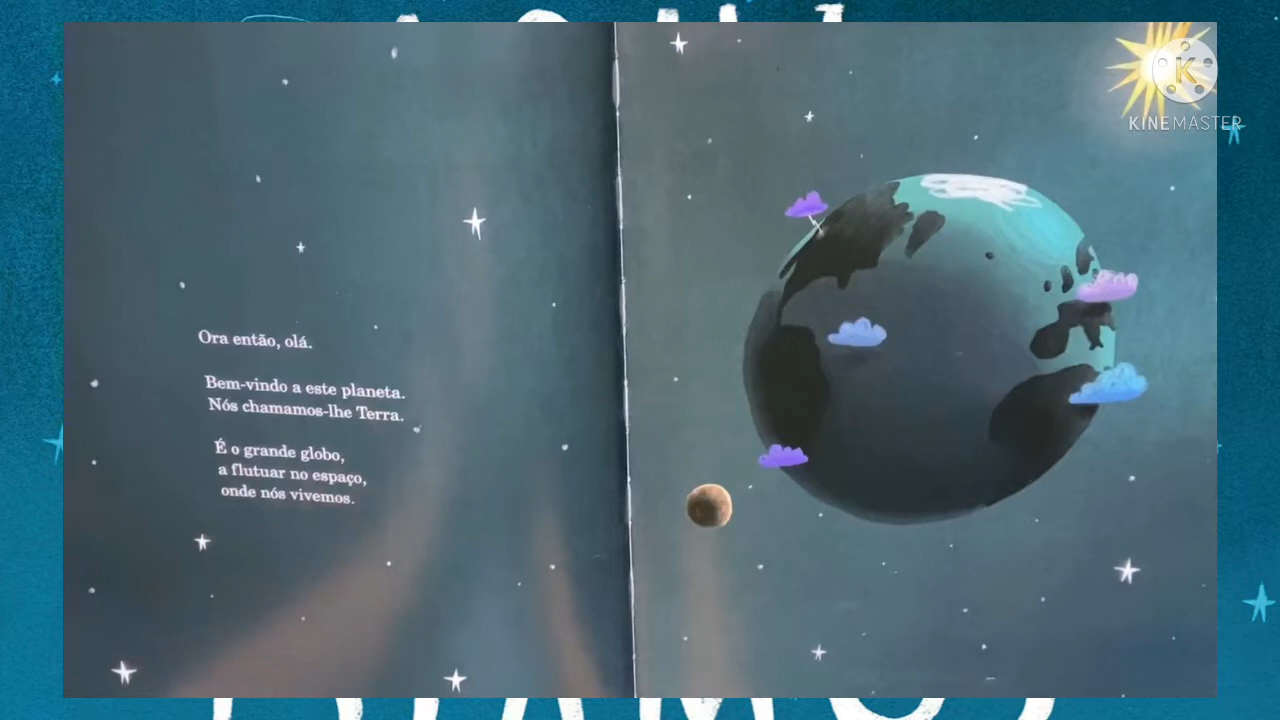 Ora então, olá.
Bem-vindo a este planeta.
Nós chamamos-lhe Terra.
É o grande globo,
a flutuar no espaço,
onde nós vivemos.
KINEMASTER